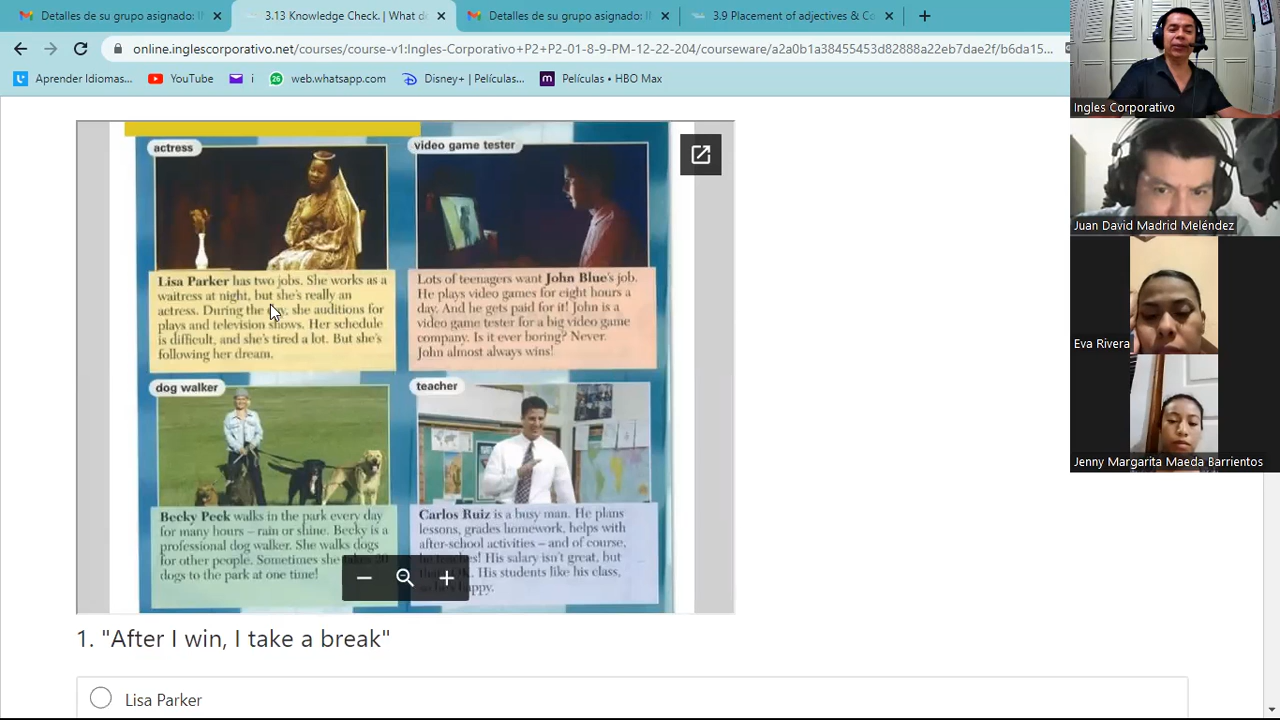 Detalles de su grupo asignado: I
3.13 Knowledge Check. | What d
Detalles de su grupo asignado: I
3.9 Placement of adjectives & Co
online.inglescorporativo.net/courses/course-v1:Ingles-Corporativo+P2+P2-01-8-9-PM-12-22-204/courseware/a2a0b1a38455453d
a22eb7dae2f/b6da15...
Aprender Idiomas...
YouTube
i
26
web.whatsapp.com
Disney+ | Películas...
Películas • HBO Max
Ingles Corporativo
Juan David Madrid Meléndez
Eva Rivera
Jenny Margarita Maeda Barrientos
actress
Lisa Parker has two jobs. She works as a
waitress at night, but she's really an
actress. During the she auditions for
plays and television shows. Her schedule
is difficult, and she's tired a lot. But she's
following her dream.
video game tester
Lots of teenagers want John Blue's job.
He plays video games for eight hours a
day. And he gets paid for it! John is a
video game tester for a big video game
company. Is it ever boring? Never.
John almost always wins!
dog walker
Becky Peck walks in the park every day
for many hours – rain or shine. Becky is a
professional dog walker. She walks dogs
for other people. Sometimes she
dogs to the park at one time!
teacher
Carlos Ruiz is a busy man. He plans
lessons, grades homework, helps with
after-school activities – and of course,
he teaches! His salary isn't great, but
His students like his class,
happy.
1. "After I win, I take a break"
Lisa Parker